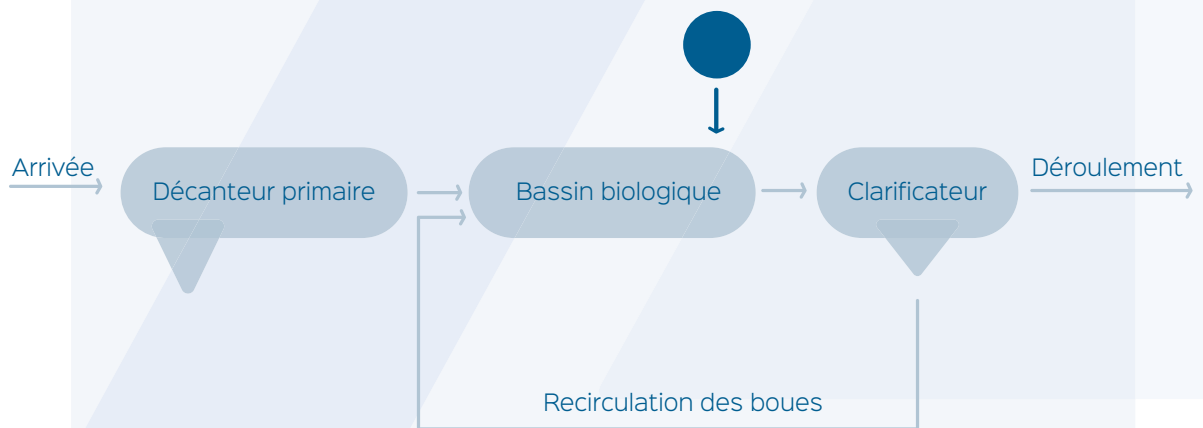 Arrivée
Décanteur primaire
Bassin biologique
Clarificateur
Déroulement
Recirculation des boues